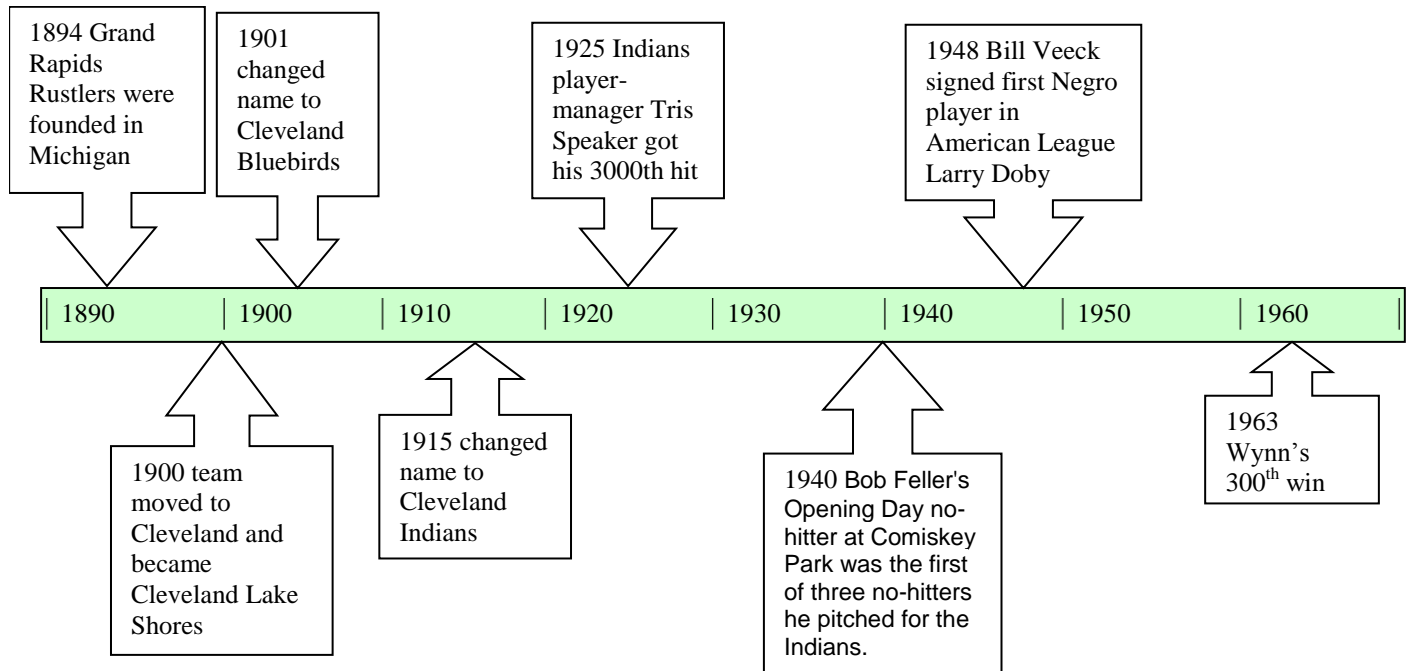 1894 Grand
Rapids
Rustlers were
founded in
Michigan
1901
changed
name to
Cleveland
Bluebirds
1925 Indians
player-
manager Tris
Speaker got
his 3000th hit
1948 Bill Veeck
signed first Negro
player in
American League
Larry Doby
| 1890 | 1900 | 1910 | 1920 | 1930 | 1940 | 1950 | 1960 |
1900 team
moved to
Cleveland and
became
Cleveland Lake
Shores
1915 changed
name to
Cleveland
Indians
1940 Bob Feller's
Opening Day no-
hitter at Comiskey
Park was the first
of three no-hitters
he pitched for the
Indians.
1963
Wynn’s
300th win